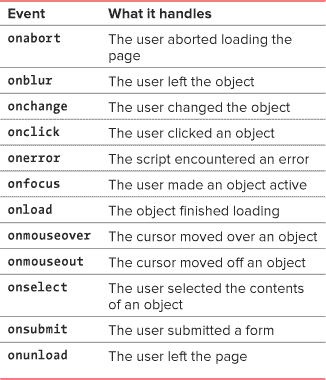 Event What it handles
onabort The user aborted loading the
page
onblur The user left the object
onchange The user changed the object
onclick The user clicked an object
onerror The script encountered an error
onfocus The user made an object active
onload The object finished loading
onmouseover The cursor moved over an object
onmouseout The cursor moved off an object
onselect The user selected the contents
of an object
onsubmit The user submitted a form
onunload The user left the page